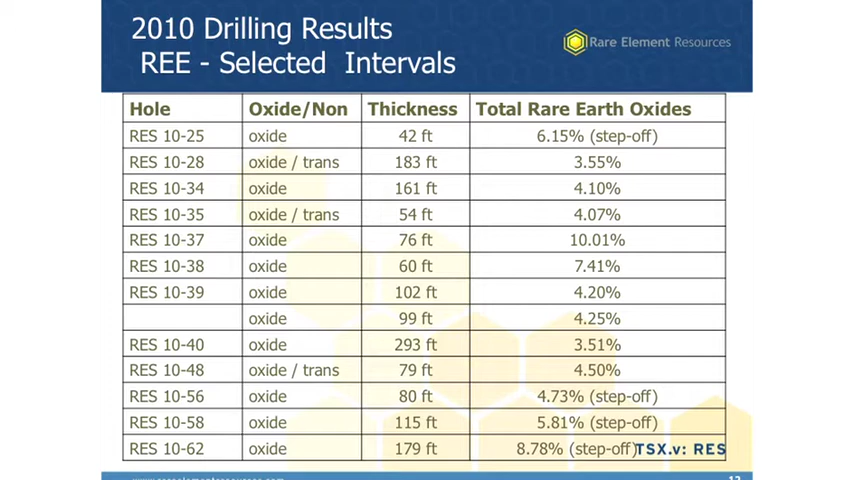 2010 Drilling Results
REE - Selected Intervals
Rare Element Resources
Hole Oxide/Non Thickness Total Rare Earth Oxides
RES 10-25 oxide 42 ft 6.15% (step-off)
RES 10-28 oxide / trans 183 ft 3.55%
RES 10-34 oxide 161 ft 4.10%
RES 10-35 oxide / trans 54 ft 4.07%
RES 10-37 oxide 76 ft 10.01%
RES 10-38 oxide 60 ft 7.41%
RES 10-39 oxide 102 ft 4.20%
oxide 99 ft 4.25%
RES 10-40 oxide 293 ft 3.51%
RES 10-48 oxide / trans 79 ft 4.50%
RES 10-56 oxide 80 ft 4.73% (step-off)
RES 10-58 oxide 115 ft 5.81% (step-off)
RES 10-62 oxide 179 ft 8.78% (step-off)
TSX.v: RES